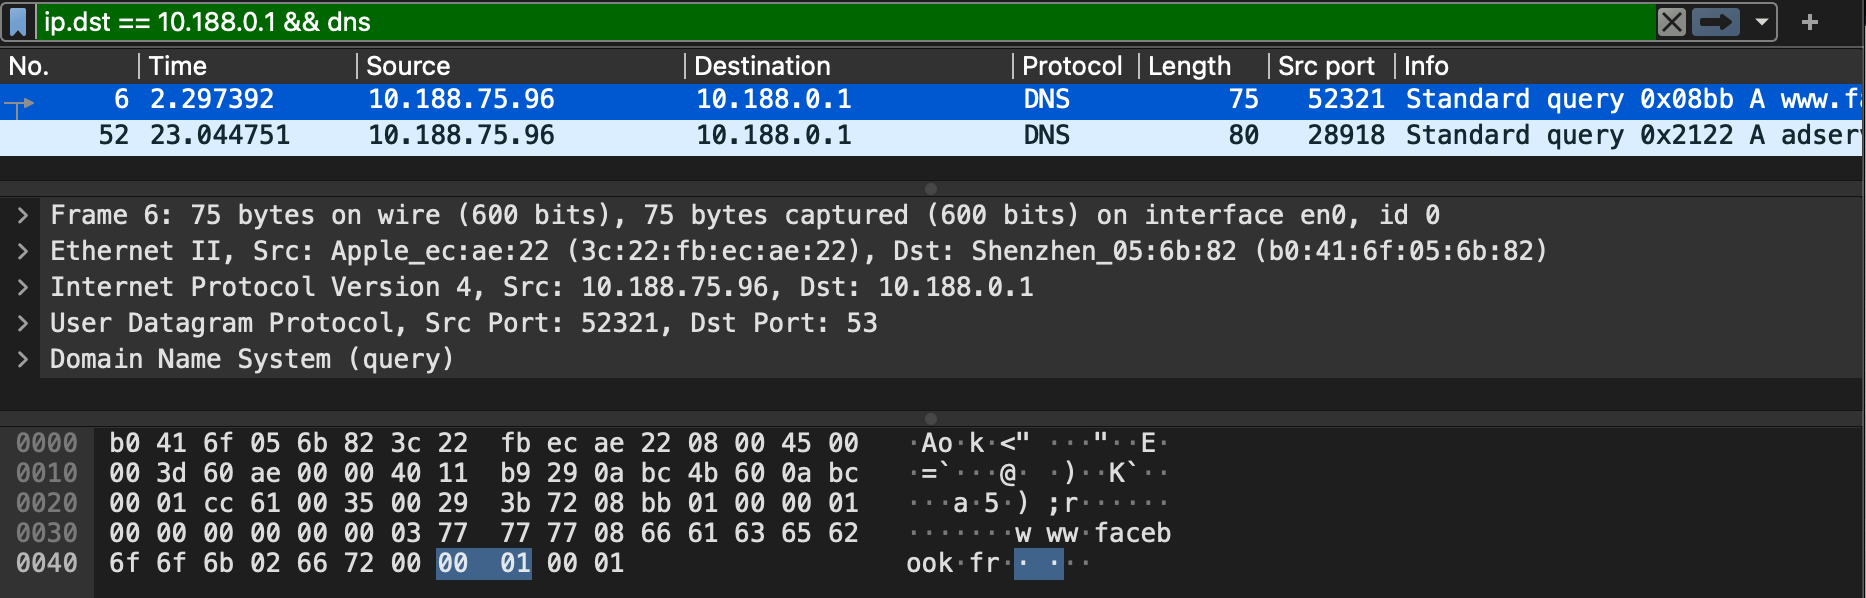 ip.dst == 10.188.0.1 && dns
No. Time Source Destination Protocol Length Src port Info
6 2.297392 10.188.75.96 10.188.0.1 DNS 75 52321 Standard query 0x08bb A www.fa
52 23.044751 10.188.75.96 10.188.0.1 DNS 80 28918 Standard query 0x2122 A adser
> Frame 6: 75 bytes on wire (600 bits), 75 bytes captured (600 bits) on interface en0, id 0
> Ethernet II, Src: Apple_ec:ae:22 (3c:22:fb:ec:ae:22), Dst: Shenzhen_05:6b:82 (b0:41:6f:05:6b:82)
> Internet Protocol Version 4, Src: 10.188.75.96, Dst: 10.188.0.1
> User Datagram Protocol, Src Port: 52321, Dst Port: 53
> Domain Name System (query)
0000 b0 41 6f 05 6b 82 3c 22 fb ec ae 22 08 00 45 00 ·Ao·k·<" ···"··E·
0010 00 3d 60 ae 00 00 40 11 b9 29 0a bc 4b 60 0a bc ·=`···@· ·)··K`··
0020 00 01 cc 61 00 35 00 29 3b 72 08 bb 01 00 00 01 ···a·5·) ;r······
0030 00 00 00 00 00 00 03 77 77 77 08 66 61 63 65 62 ·······w ww·faceb
0040 6f 6f 6b 02 66 72 00 00 01 00 01 ook·fr·· ···